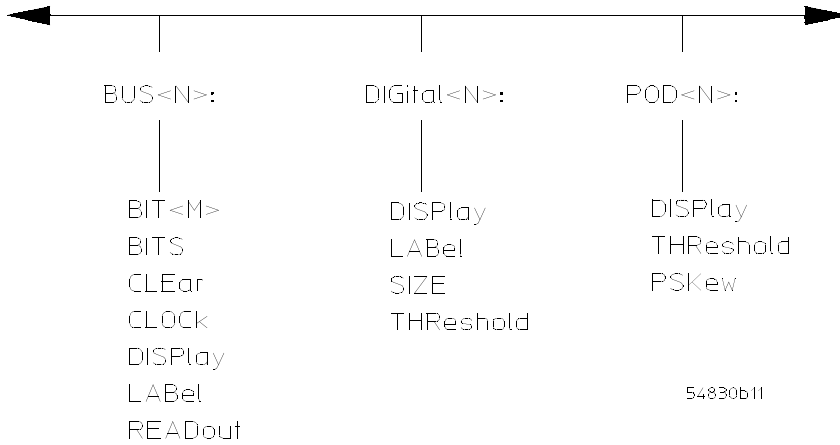 BUS<N>:
DIGital<N>:
POD<N>:
BIT<M>
BITS
CLEar
CLOCk
DISPlay
LABel
READout
DISPlay
LABel
SIZE
THReshold
DISPlay
THReshold
PSKew
54830b11